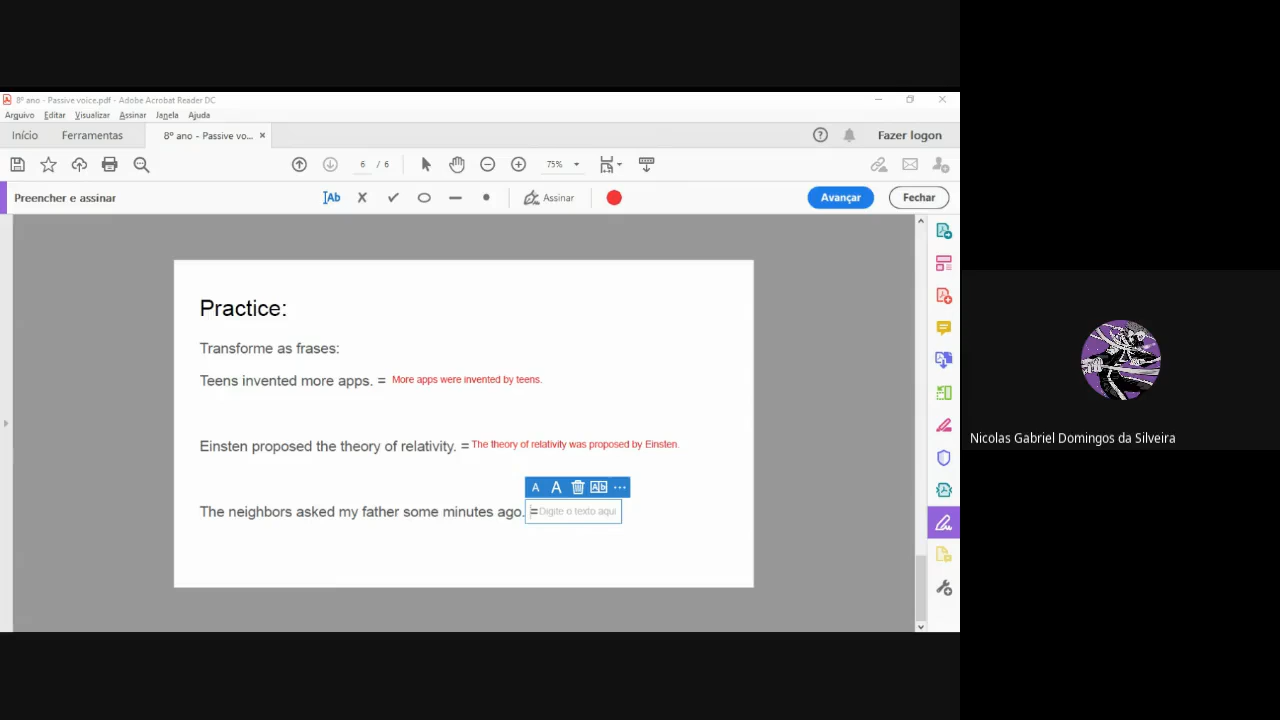 8º ano - Passive voice.pdf - Adobe Acrobat Reader DC
Arquivo Editar Visualizar Assinar Janela Ajuda
Início Ferramentas 8º ano - Passive vo... Fazer logon
6 / 6 75%
Preencher e assinar Ab Assinar Avançar Fechar
Practice:
Transforme as frases:
Teens invented more apps. = More apps were invented by teens.
Einsten proposed the theory of relativity. = The theory of relativity was proposed by Einsten.
A A Ab ...
The neighbors asked my father some minutes ago. = Digite o texto aqui
Nicolas Gabriel Domingos da Silveira